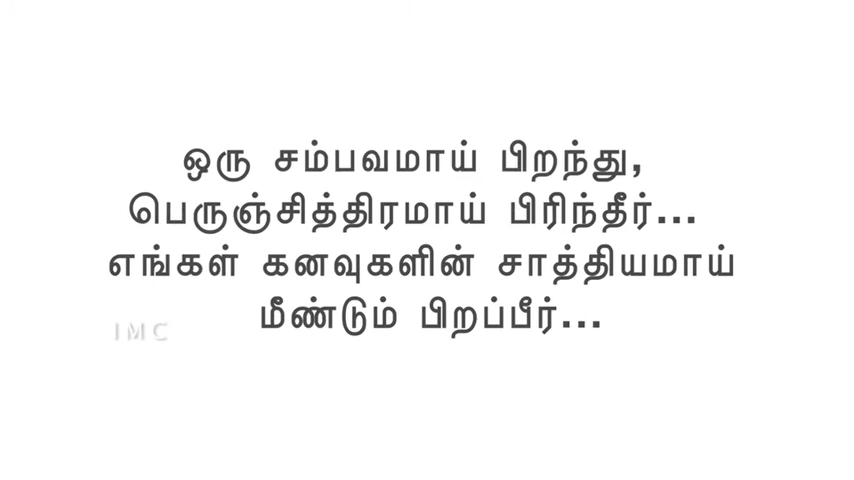 ஒரு சம்பவமாய் பிறந்து,
பெருஞ்சித்திரமாய் பிரிந்தீர்...
எங்கள் கனவுகளின் சாத்தியமாய்
மீண்டும் பிறப்பீர்...
IMC